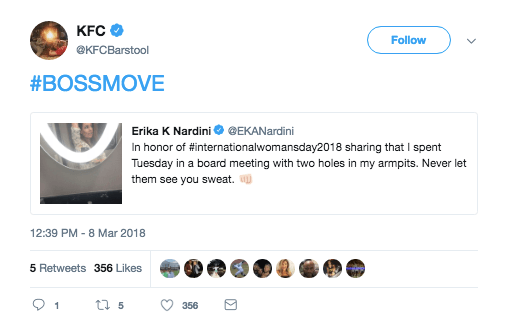 KFC
@KFCBarstool
Follow
#BOSSMOVE
Erika K Nardini @EKANardini
In honor of #internationalwomansday2018 sharing that I spent
Tuesday in a board meeting with two holes in my armpits. Never let
them see you sweat. 👊🏻
12:39 PM - 8 Mar 2018
5 Retweets 356 Likes
1 5 356